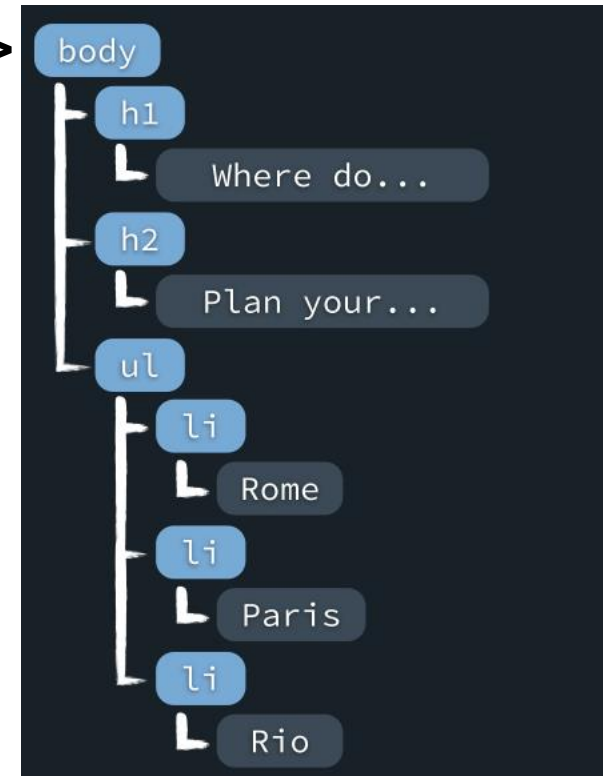 >
body
h1
Where do...
h2
Plan your...
ul
li
Rome
li
Paris
li
Rio